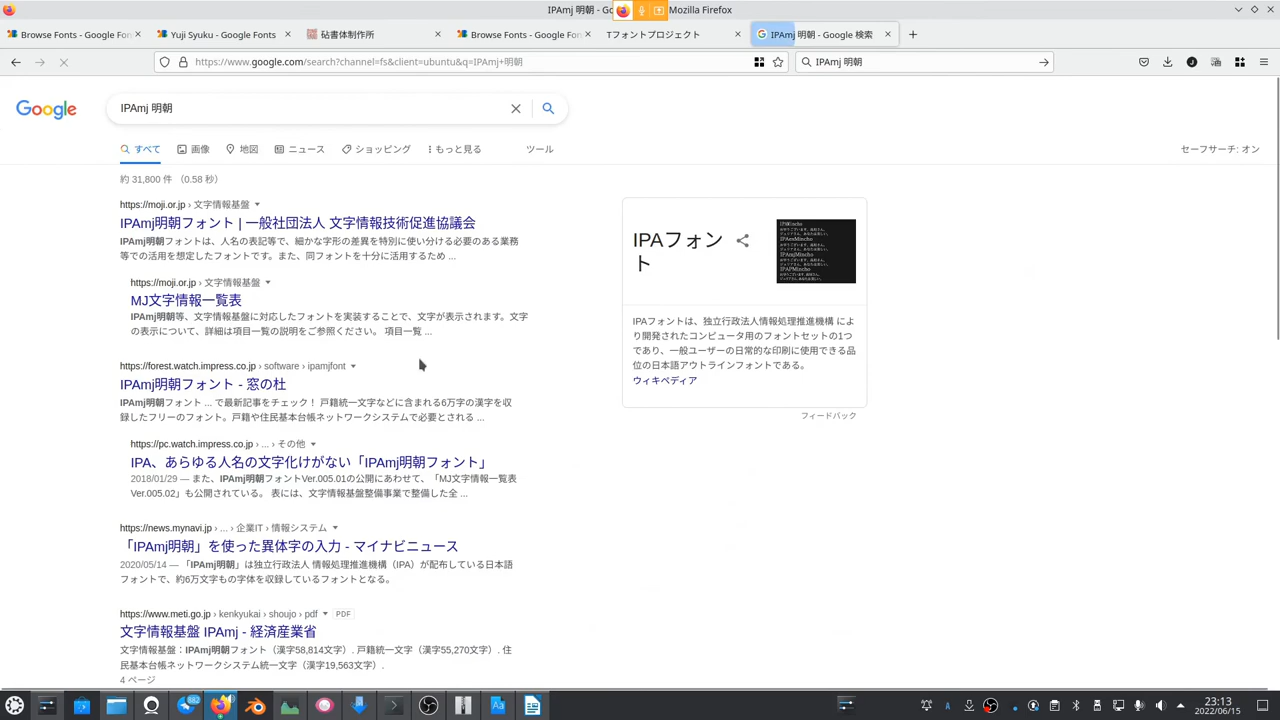 IPAmj 明朝 - Go
Mozilla Firefox
Browse Fonts - Google Fon
Yuji Syuku - Google Fonts
砧書体制作所
Browse Fonts - Google Fon
Tフォントプロジェクト
IPAmj 明朝 - Google 検索
https://www.google.com/search?channel=fs&client=ubuntu&q=IPAmj+明朝
IPAmj 明朝
Google
IPAmj 明朝
すべて
画像
地図
ニュース
ショッピング
もっと見る
ツール
セーフサーチ: オン
約 31,800 件 （0.58 秒）
https://moji.or.jp › 文字情報基盤
IPAmj明朝フォント | 一般社団法人 文字情報技術促進協議会
IPAmj明朝フォントは、人名の表記等で、細かな字形の差異を特別に使い分ける必要のある業務
等での活用を想定したフォントです。また、同フォントを十分に活用するため ...
https://moji.or.jp › 文字情報基盤
MJ文字情報一覧表
IPAmj明朝等、文字情報基盤に対応したフォントを実装することで、文字が表示されます。文字
の表示について、詳細は項目一覧の説明をご参照ください。 項目一覧 ...
https://forest.watch.impress.co.jp › software › ipamjfont
IPAmj明朝フォント - 窓の杜
IPAmj明朝フォント ... で最新記事をチェック！ 戸籍統一文字などに含まれる6万字の漢字を収
録したフリーのフォント。戸籍や住民基本台帳ネットワークシステムで必要とされる ...
https://pc.watch.impress.co.jp › ... › その他
IPA、あらゆる人名の文字化けがない「IPAmj明朝フォント」
2018/01/29 — また、IPAmj明朝フォントVer.005.01の公開にあわせて、「MJ文字情報一覧表
Ver.005.02」も公開されている。 表には、文字情報基盤整備事業で整備した全 ...
https://news.mynavi.jp › ... › 企業IT › 情報システム
「IPAmj明朝」を使った異体字の入力 - マイナビニュース
2020/05/14 — 「IPAmj明朝」は独立行政法人 情報処理推進機構（IPA）が配布している日本語
フォントで、約6万文字もの字体を収録しているフォントとなる。
https://www.meti.go.jp › kenkyukai › shoujo › pdf
PDF
文字情報基盤 IPAmj - 経済産業省
文字情報基盤：IPAmj明朝フォント（漢字58,814文字）. 戸籍統一文字（漢字55,270文字）. 住
民基本台帳ネットワークシステム統一文字（漢字19,563文字）.
4 ページ
IPAフォン
ト
IPAMincho
IPAexMincho
IPAmjMincho
IPAPMincho
IPAフォントは、独立行政法人情報処理推進機構 によ
り開発されたコンピュータ用のフォントセットの1つ
であり、一般ユーザーの日常的な印刷に使用できる品
位の日本語アウトラインフォントである。
ウィキペディア
フィードバック
23:13
2022/06/15